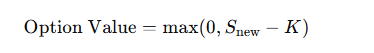 Option Value = max(0, S_new − K)